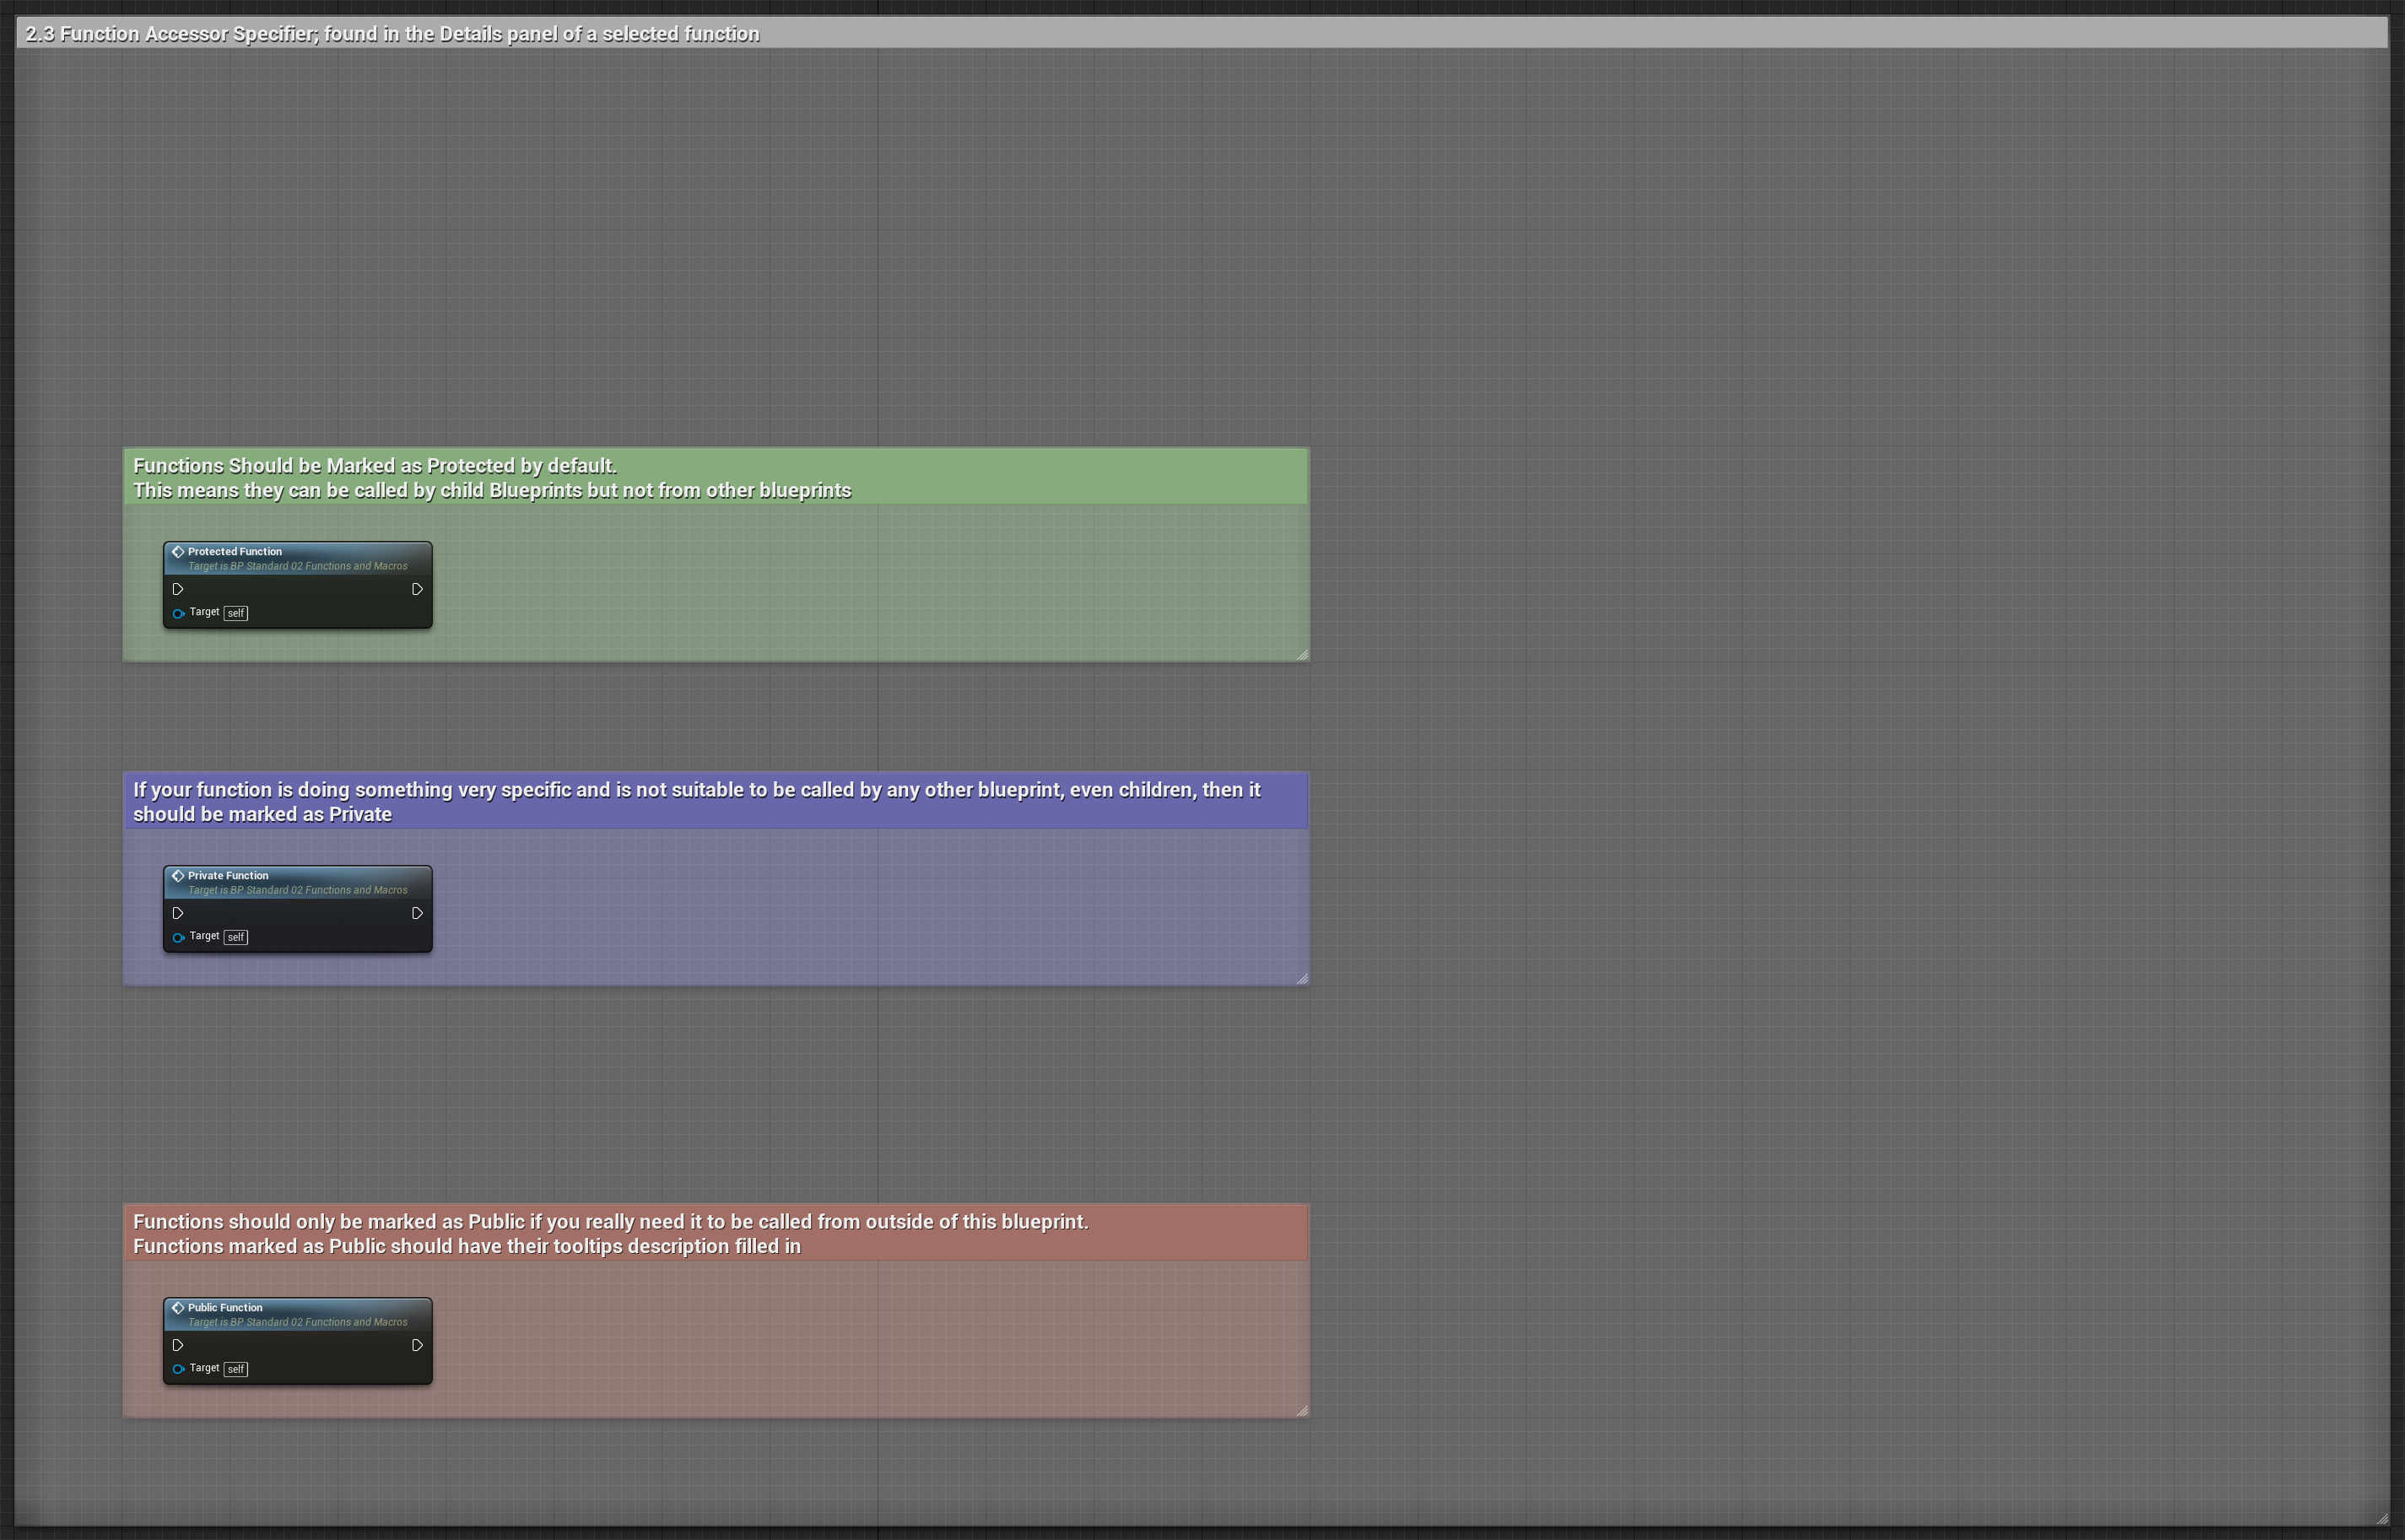 2.3 Function Accessor Specifier; found in the Details panel of a selected function
Functions Should be Marked as Protected by default.
This means they can be called by child Blueprints but not from other blueprints
Protected Function
Target is BP Standard 02 Functions and Macros
Target self
If your function is doing something very specific and is not suitable to be called by any other blueprint, even children, then it
should be marked as Private
Private Function
Target is BP Standard 02 Functions and Macros
Target self
Functions should only be marked as Public if you really need it to be called from outside of this blueprint.
Functions marked as Public should have their tooltips description filled in
Public Function
Target is BP Standard 02 Functions and Macros
Target self